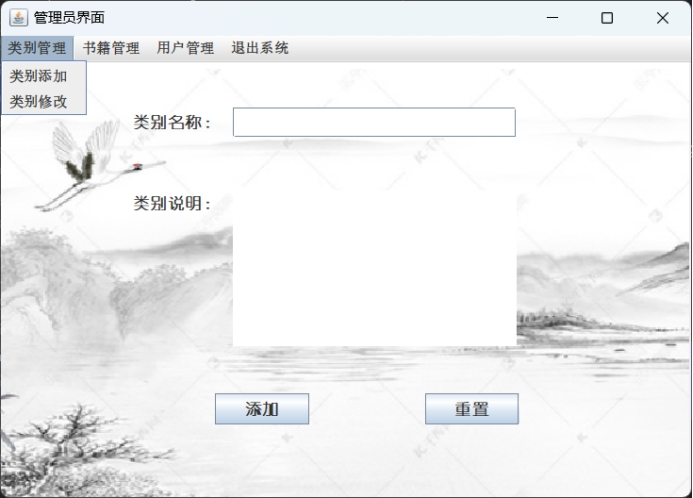 管理员界面
类别管理 书籍管理 用户管理 退出系统
类别添加
类别修改
类别名称：
类别说明：
添加 重置